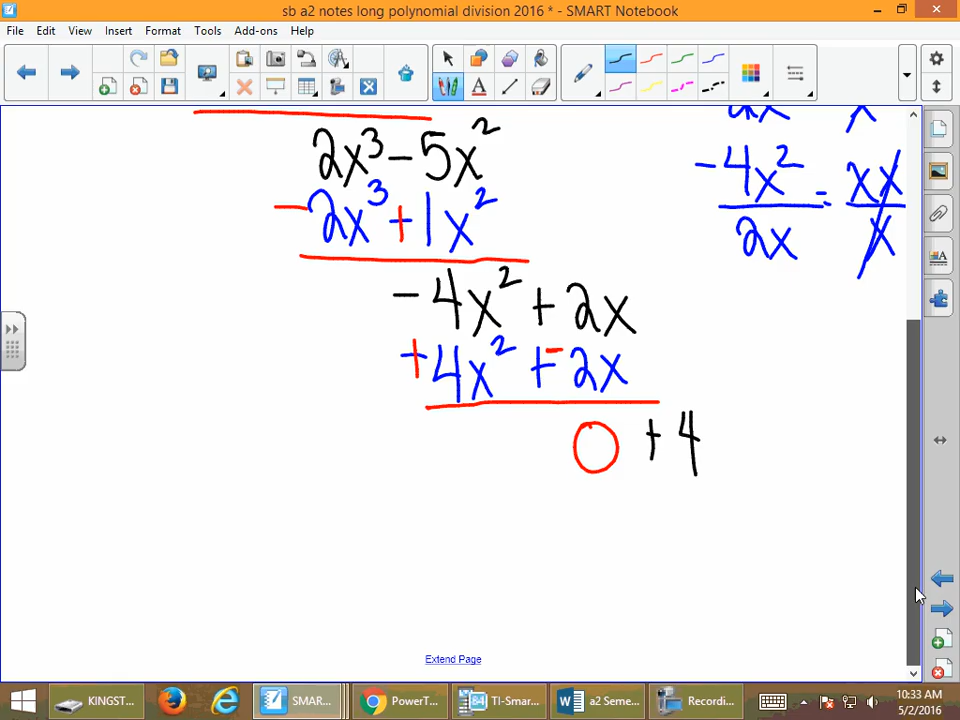 sb a2 notes long polynomial division 2016 * - SMART Notebook
File Edit View Insert Format Tools Add-ons Help
2x³ - 5x²
- 2x³ + 1x²
-4x² / 2x = xx / x
- 4x² + 2x
+ 4x² + - 2x
0 + 4
Extend Page
KINGST...
SMAR...
PowerT...
TI-Smar...
a2 Seme...
Recordi...
10:33 AM
5/2/2016